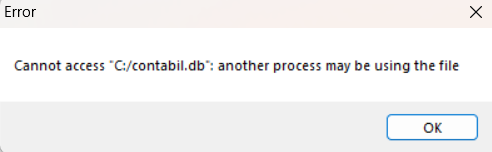 Error
Cannot access "C:/contabil.db": another process may be using the file
OK